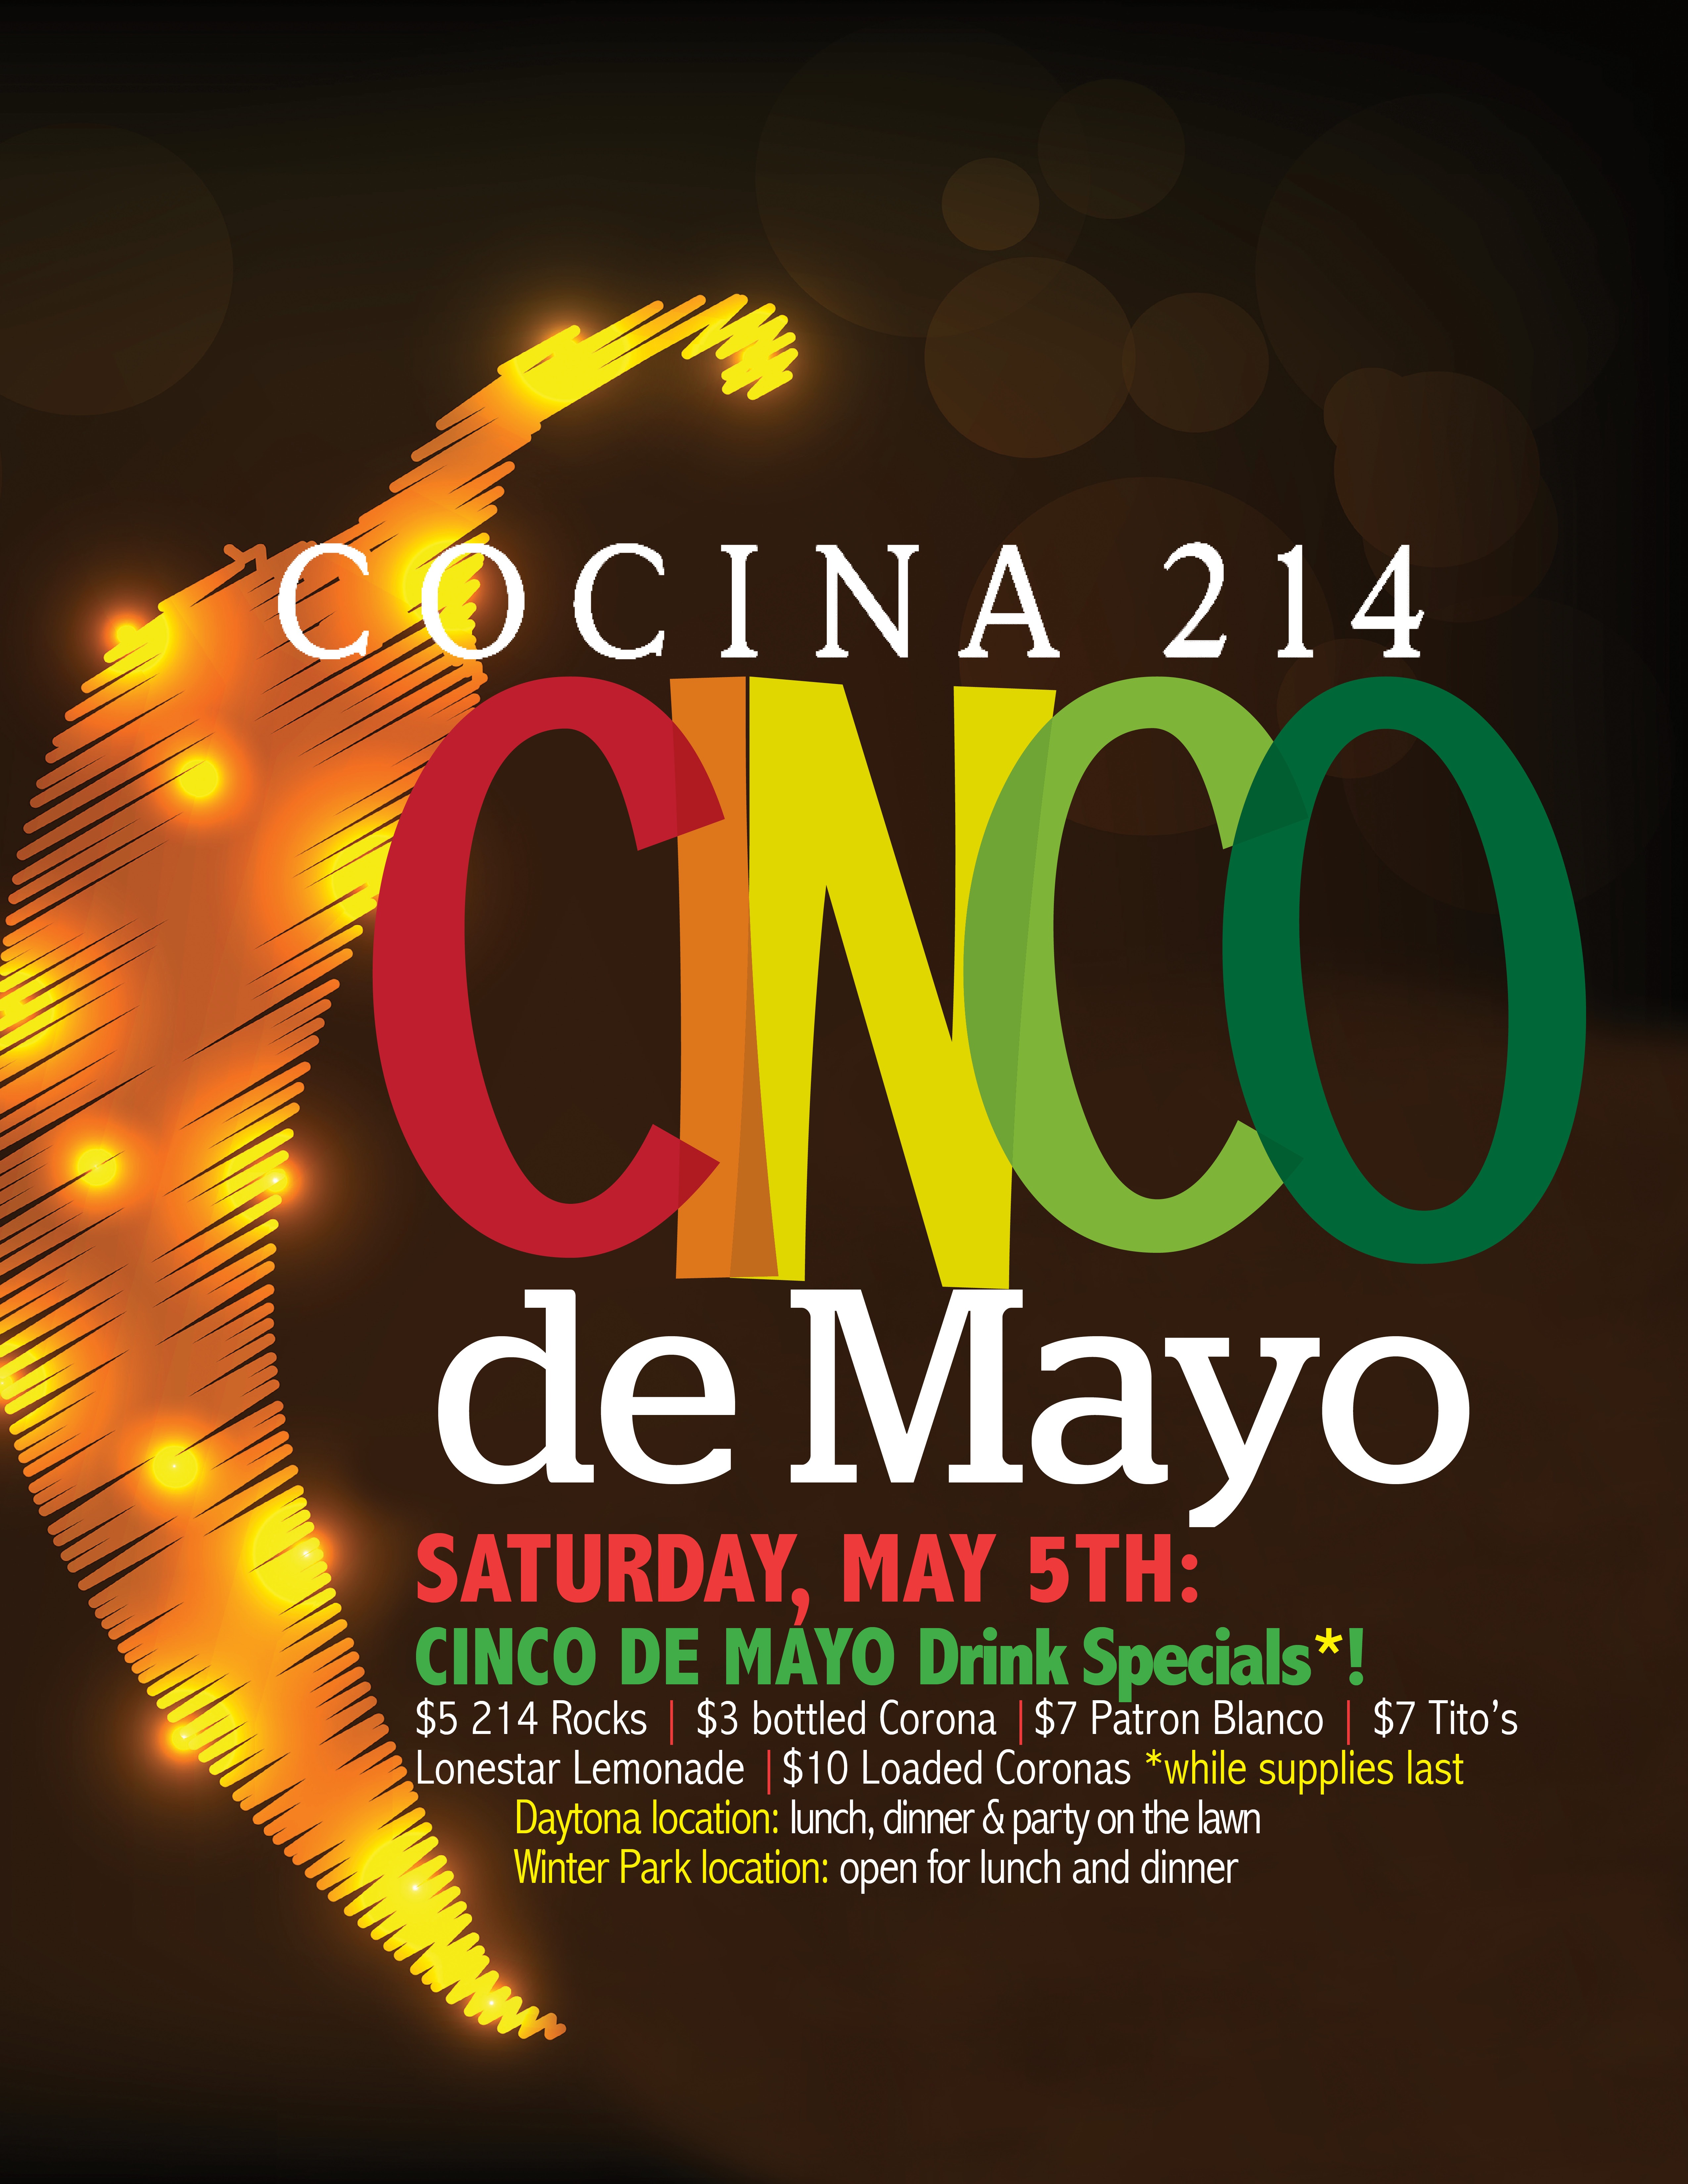 COCINA 214
CINCO
de Mayo
SATURDAY, MAY 5TH:
CINCO DE MAYO Drink Specials*!
$5 214 Rocks | $3 bottled Corona | $7 Patron Blanco | $7 Tito’s
Lonestar Lemonade | $10 Loaded Coronas *while supplies last
Daytona location: lunch, dinner & party on the lawn
Winter Park location: open for lunch and dinner